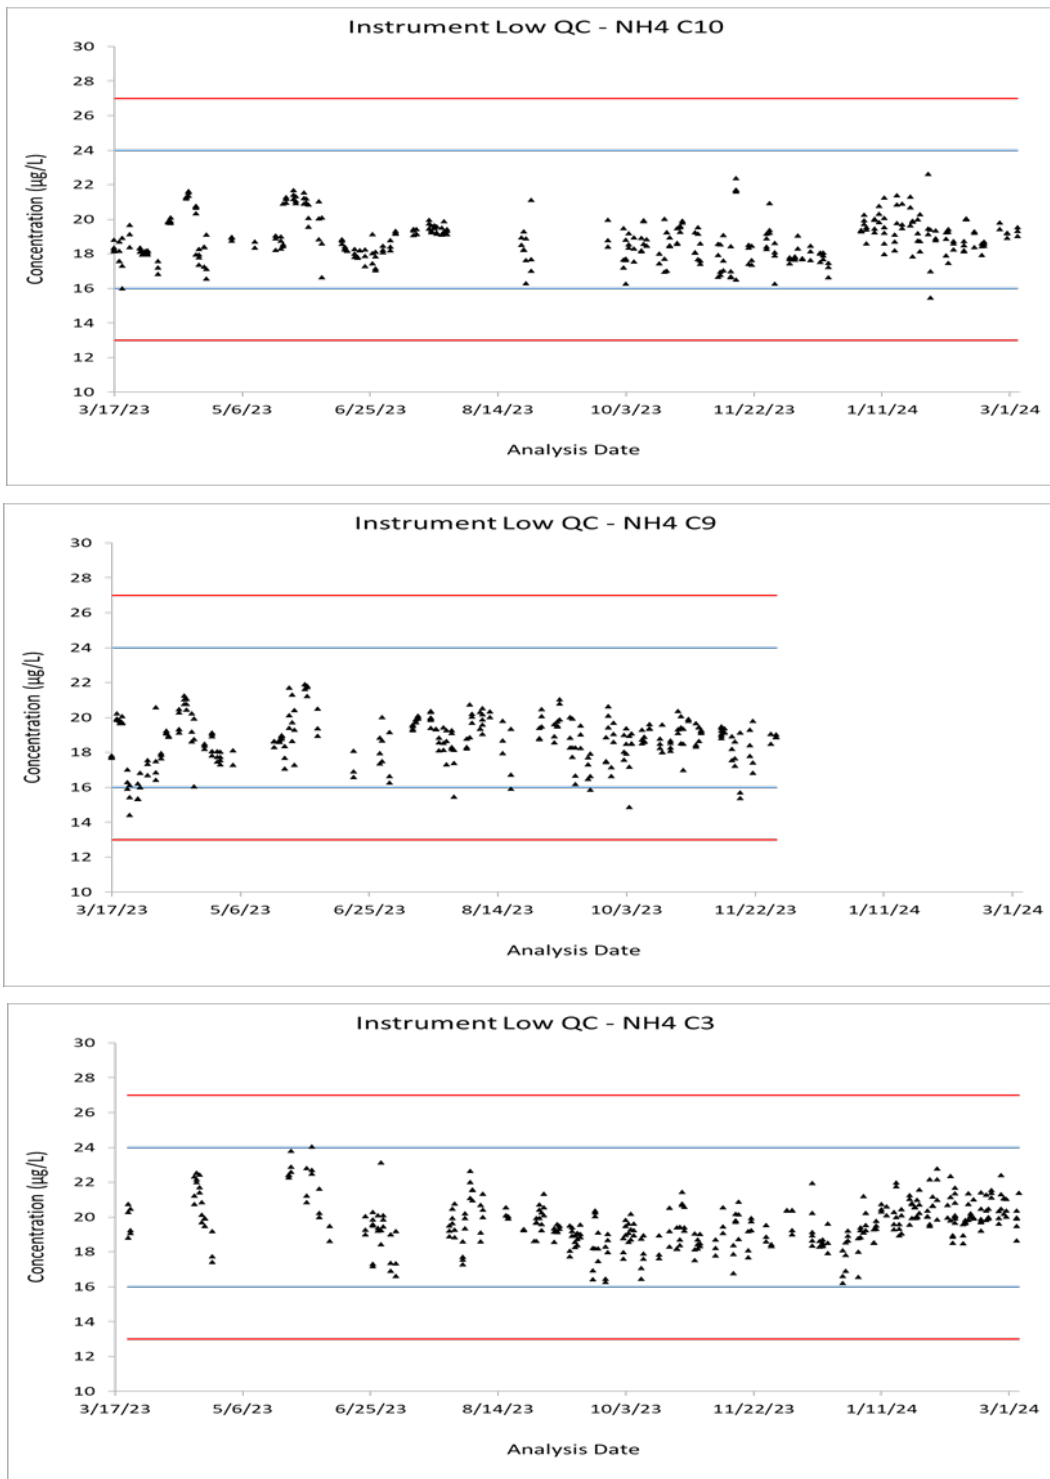 Instrument Low QC - NH4 C10
Concentration (µg/L)
30
28
26
24
22
20
18
16
14
12
10
3/17/23 5/6/23 6/25/23 8/14/23 10/3/23 11/22/23 1/11/24 3/1/24
Analysis Date
Instrument Low QC - NH4 C9
Concentration (µg/L)
30
28
26
24
22
20
18
16
14
12
10
3/17/23 5/6/23 6/25/23 8/14/23 10/3/23 11/22/23 1/11/24 3/1/24
Analysis Date
Instrument Low QC - NH4 C3
Concentration (µg/L)
30
28
26
24
22
20
18
16
14
12
10
3/17/23 5/6/23 6/25/23 8/14/23 10/3/23 11/22/23 1/11/24 3/1/24
Analysis Date